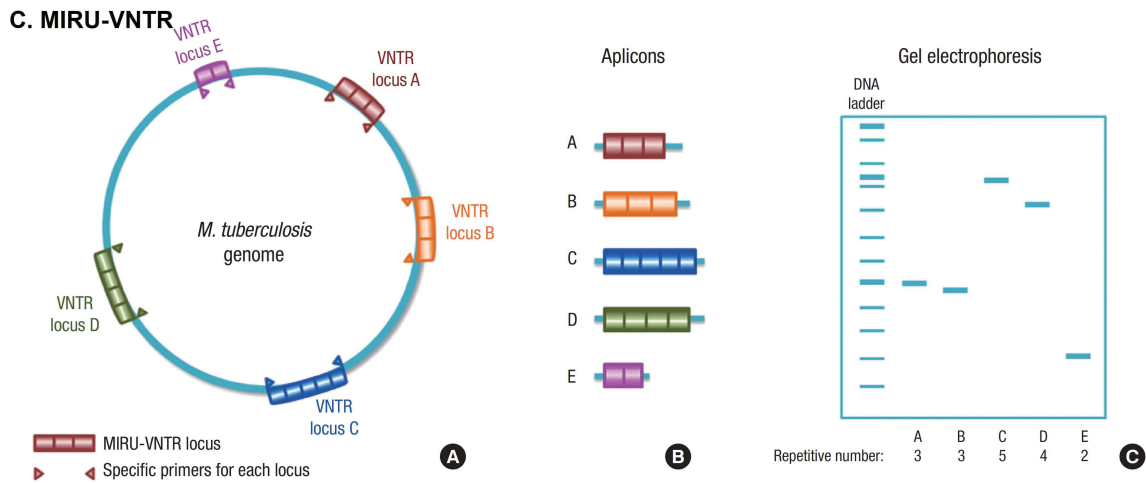 C. MIRU-VNTR
VNTR
locus E
VNTR
locus A
VNTR
locus B
M. tuberculosis
genome
VNTR
locus D
VNTR
locus C
MIRU-VNTR locus
Specific primers for each locus
A
Aplicons
A
B
C
D
E
B
Gel electrophoresis
DNA
ladder
A B C D E
Repetitive number: 3 3 5 4 2
C